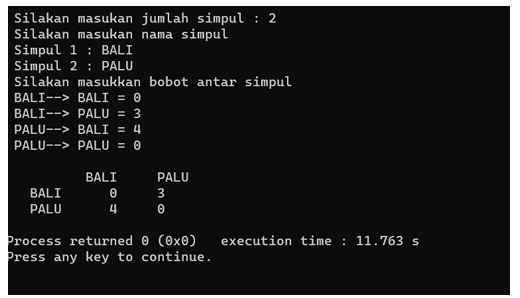 Silakan masukan jumlah simpul : 2
Silakan masukan nama simpul
Simpul 1 : BALI
Simpul 2 : PALU
Silakan masukkan bobot antar simpul
BALI--> BALI = 0
BALI--> PALU = 3
PALU--> BALI = 4
PALU--> PALU = 0
BALI PALU
BALI 0 3
PALU 4 0
Process returned 0 (0x0) execution time : 11.763 s
Press any key to continue.